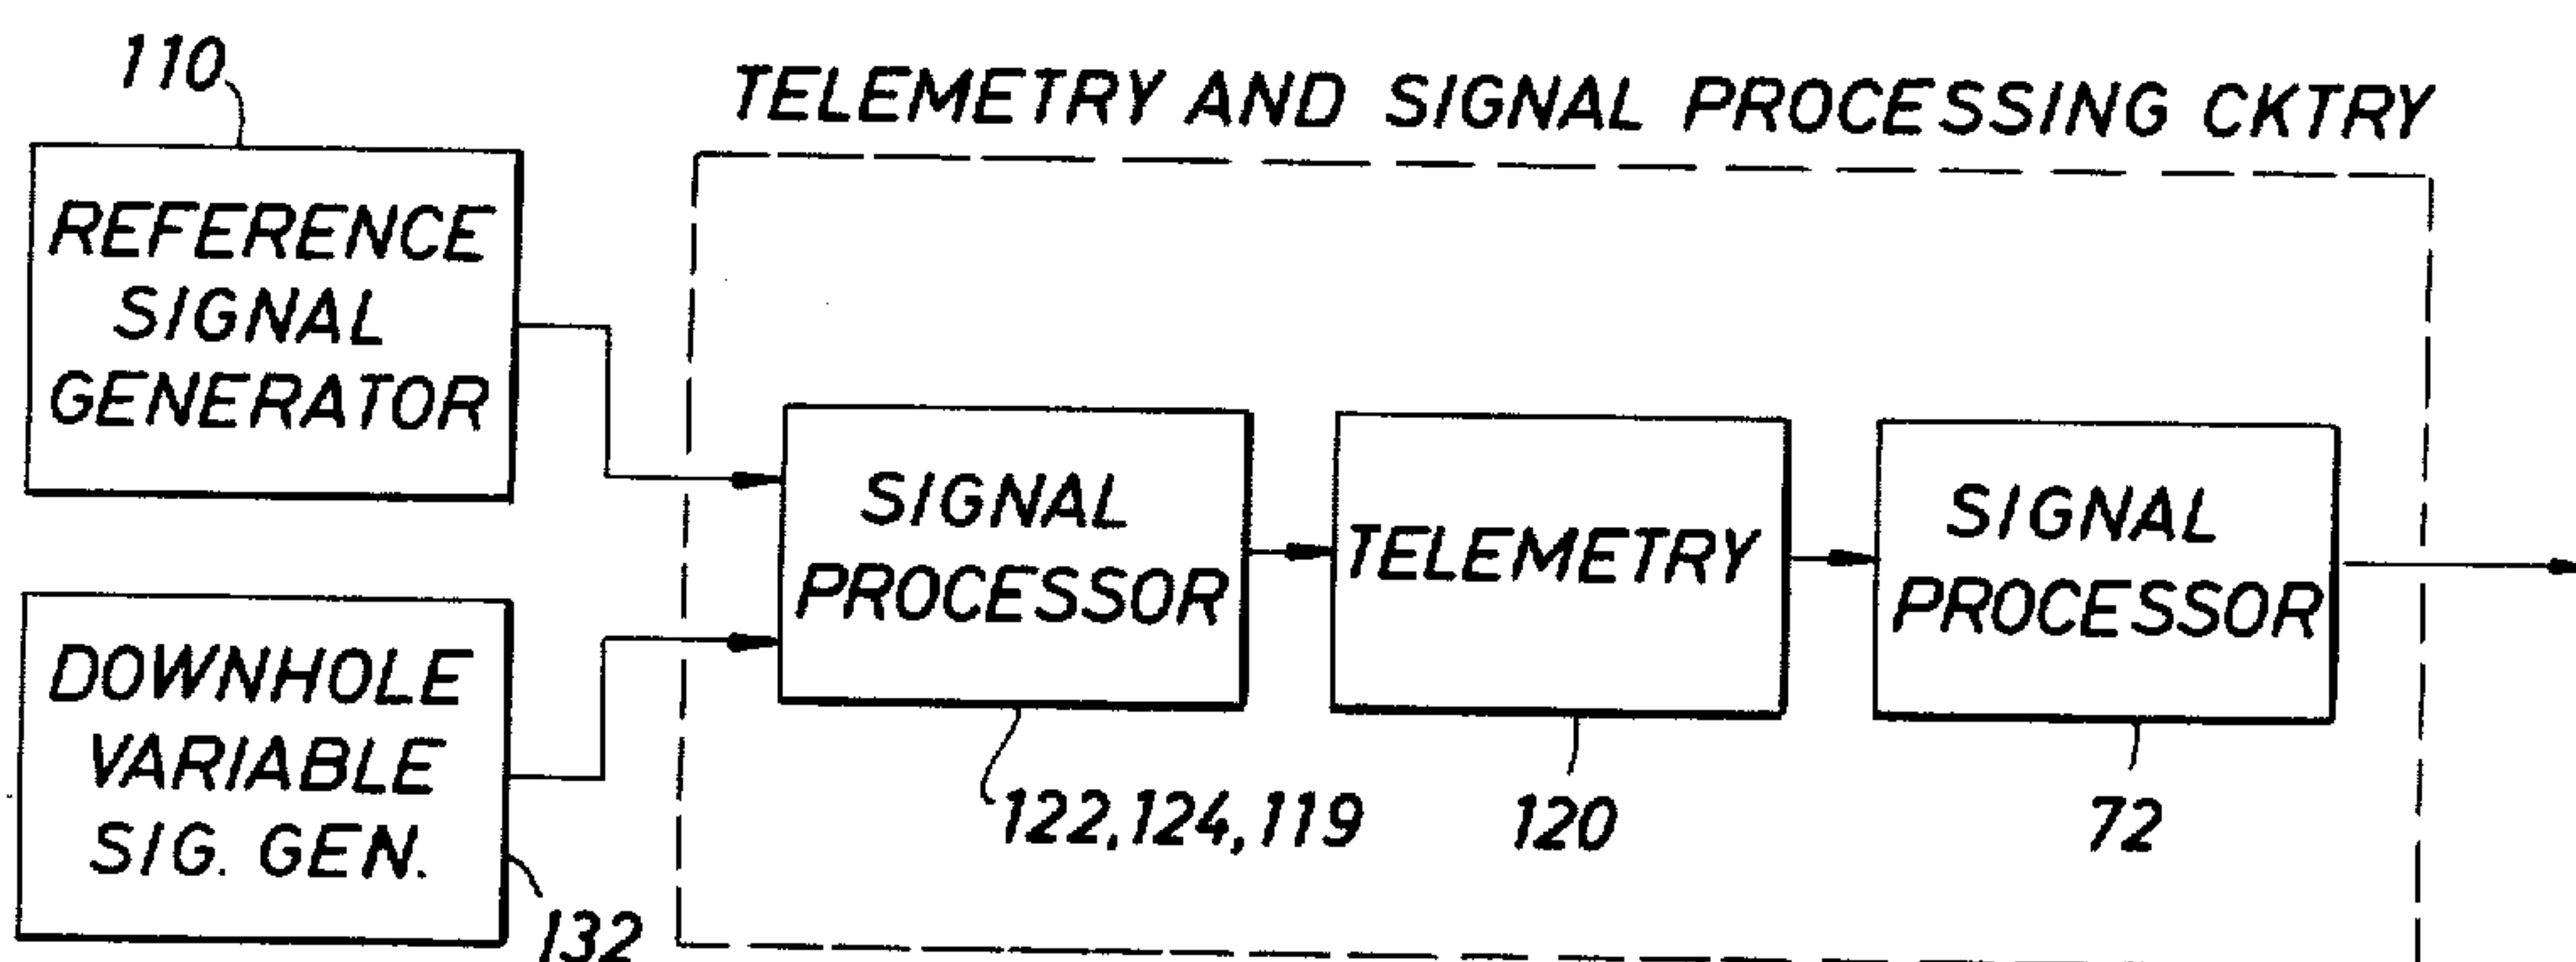 110
TELEMETRY AND SIGNAL PROCESSING CKTRY
REFERENCE
SIGNAL
GENERATOR
SIGNAL
PROCESSOR
TELEMETRY
SIGNAL
PROCESSOR
DOWNHOLE
VARIABLE
SIG. GEN.
122,124,119
120
72
132